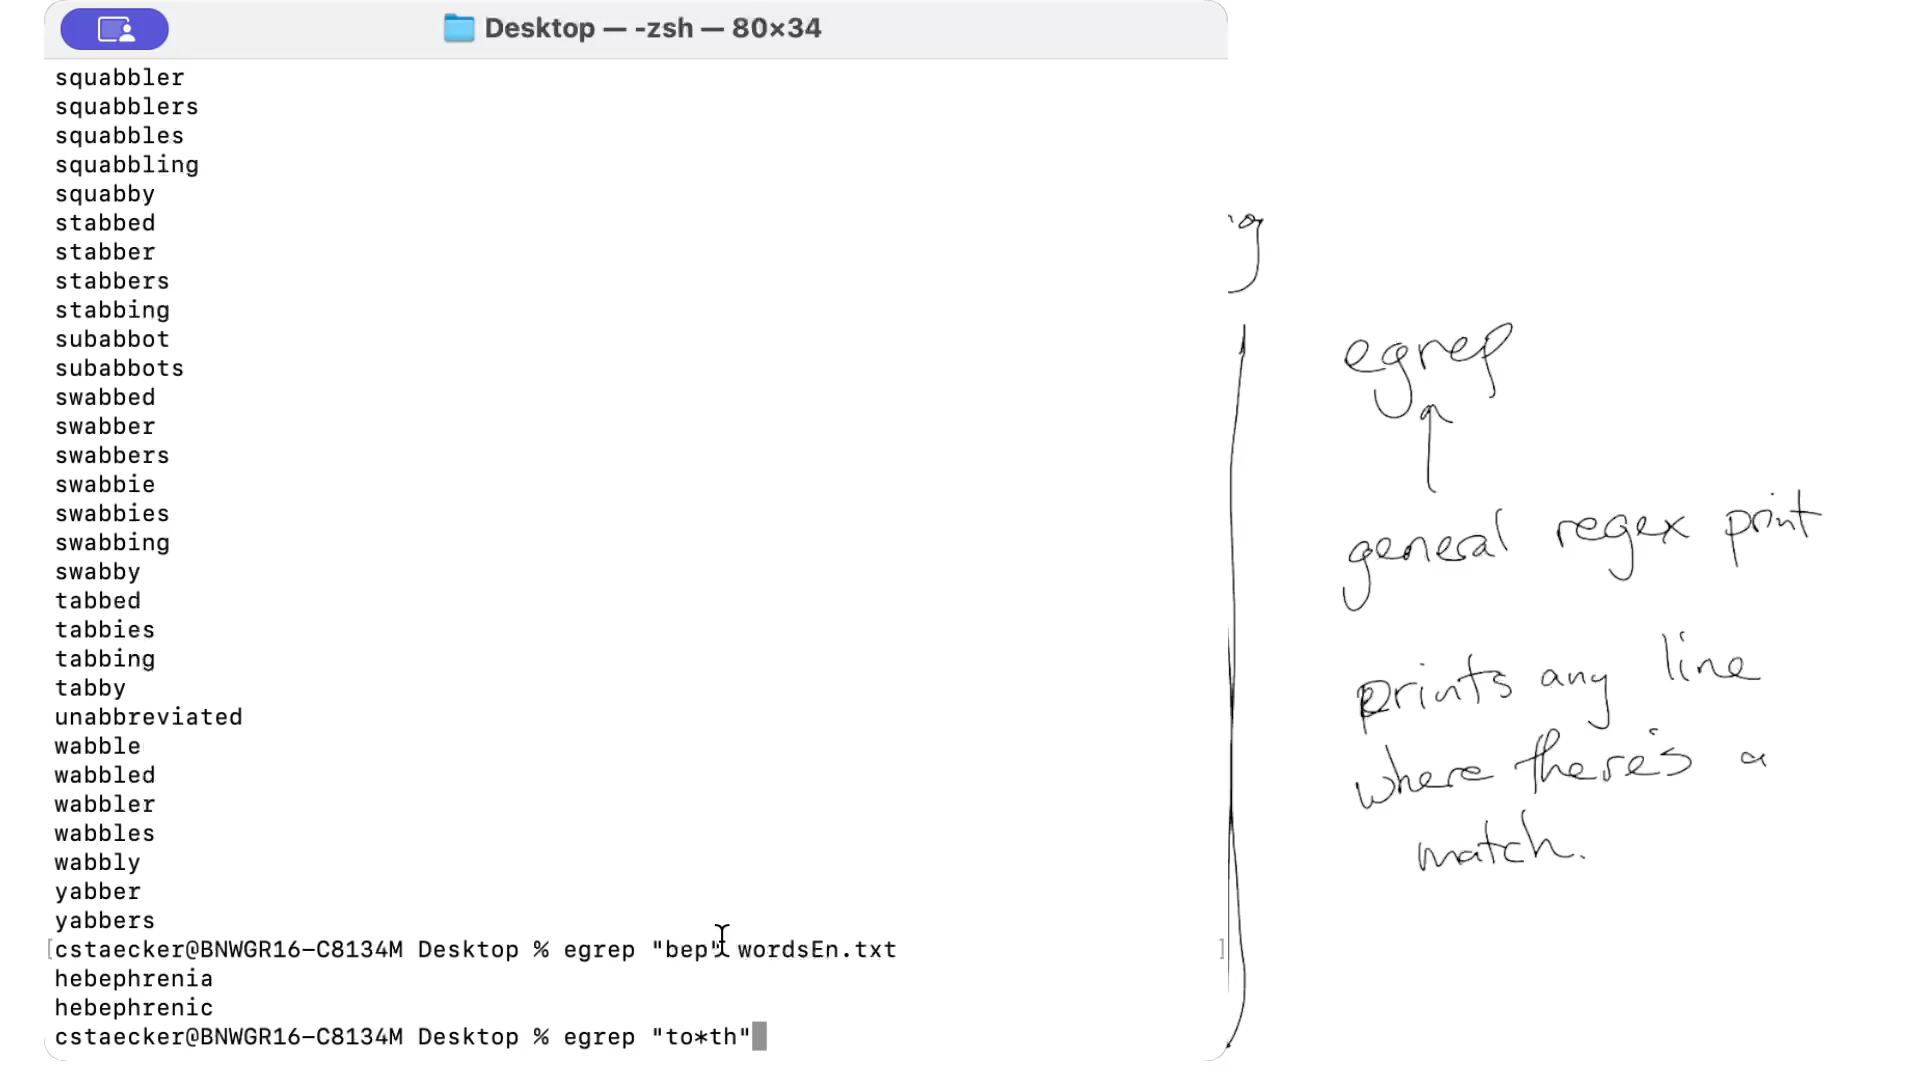 Desktop — -zsh — 80×34
squabbler
squabblers
squabbles
squabbling
squabby
stabbed
stabber
stabbers
stabbing
subabbot
subabbots
swabbed
swabber
swabbers
swabbie
swabbies
swabbing
swabby
tabbed
tabbies
tabbing
tabby
unabbreviated
wabble
wabbled
wabbler
wabbles
wabbly
yabber
yabbers
[cstaecker@BNWGR16-C8134M Desktop % egrep "bep" wordsEn.txt ]
hebephrenia
hebephrenic
cstaecker@BNWGR16-C8134M Desktop % egrep "to*th"
g
egrep
general regex print
prints any line
where there's a
match.